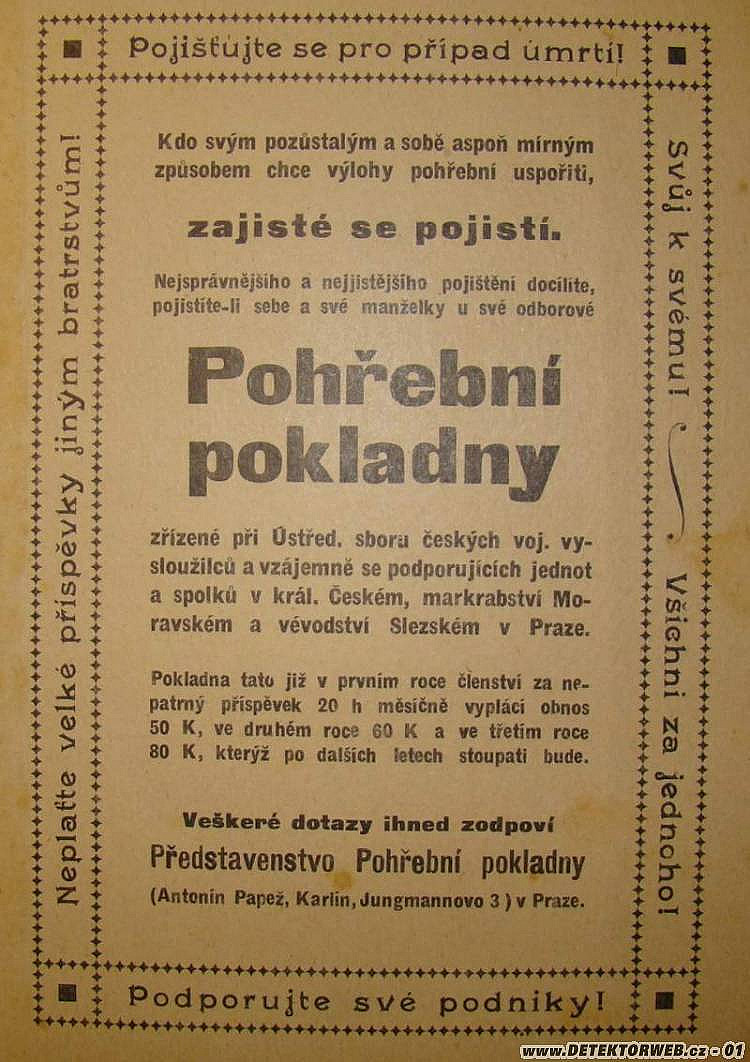 Pojišťujte se pro případ úmrtí!
Neplaťte velké příspěvky jiným bratrstvům!
Kdo svým pozůstalým a sobě aspoň mírným
způsobem chce výlohy pohřební uspořiti,
zajisté se pojistí.
Nejsprávnějšího a nejjistějšího pojištění docílíte,
pojistíte-li sebe a své manželky u své odborové
Pohřební
pokladny
zřízené při Ústřed. sboru českých voj. vy-
sloužilců a vzájemně se podporujících jednot
a spolků v král. Českém, markrabství Mo-
ravském a vévodství Slezském v Praze.
Pokladna tato již v prvním roce členství za ne-
patrný příspěvek 20 h měsíčně vyplácí obnos
50 K, ve druhém roce 60 K a ve třetím roce
80 K, kterýž po dalších letech stoupati bude.
Veškeré dotazy ihned zodpoví
Představenstvo Pohřební pokladny
(Antonín Papež, Karlín, Jungmannovo 3) v Praze.
Svůj k svému! Všichni za jednoho!
Podporujte své podniky!
www.DETEKTORWEB.cz - 01